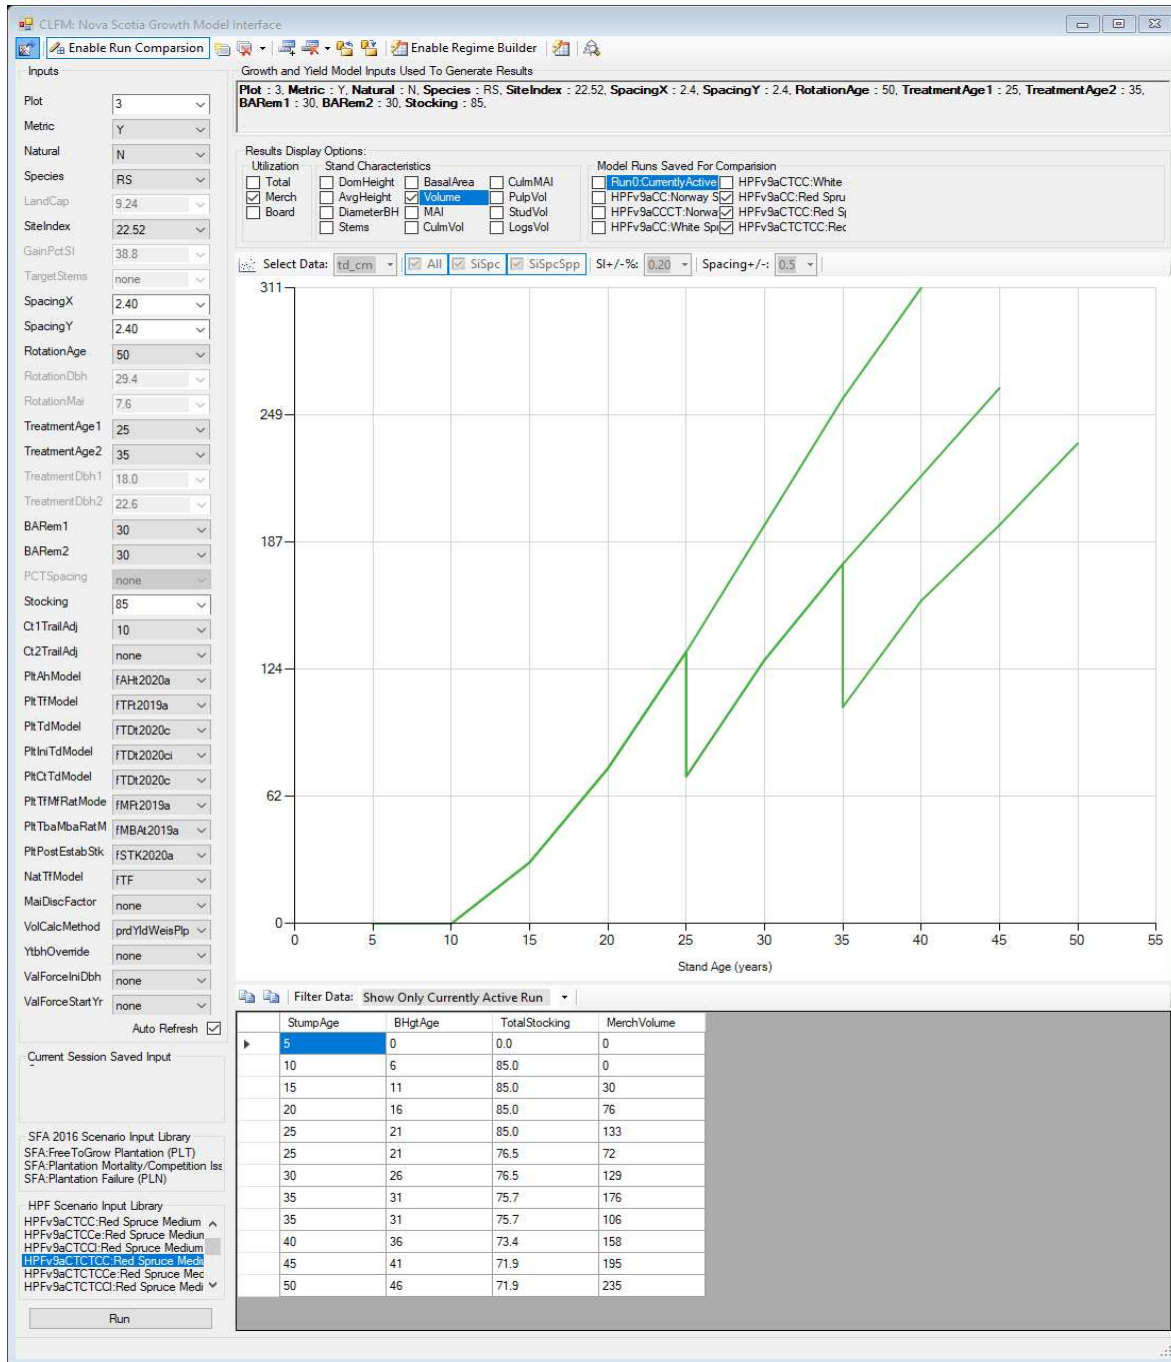 CLFM: Nova Scotia Growth Model Interface
Enable Run Comparsion
Enable Regime Builder
Inputs
Plot 3
Metric Y
Natural N
Species RS
LandCap 9.24
SiteIndex 22.52
GainPctSI 38.8
TargetStems none
SpacingX 2.40
SpacingY 2.40
RotationAge 50
RotationDbh 29.4
RotationMai 7.6
TreatmentAge1 25
TreatmentAge2 35
TreatmentDbh1 18.0
TreatmentDbh2 22.6
BARem1 30
BARem2 30
PCTSpacing none
Stocking 85
Ct1TrailAdj 10
Ct2TrailAdj none
PltAhModel fAHt2020a
PltTfModel fTFt2019a
PltTdModel fTDt2020c
PltIniTdModel fTDt2020ci
PltCtTdModel fTDt2020c
PltTfMfRatMode fMFt2019a
PltTbaMbaRatM fMBAt2019a
PltPostEstabStk fSTK2020a
NatTfModel fTF
MaiDiscFactor none
VolCalcMethod prdYldWeisPlp
YtbhOverride none
ValForceIniDbh none
ValForceStartYr none
Auto Refresh
Current Session Saved Input
SFA 2016 Scenario Input Library
SFA:FreeToGrow Plantation (PLT)
SFA:Plantation Mortality/Competition Iss
SFA:Plantation Failure (PLN)
HPF Scenario Input Library
HPFv9aCTCC:Red Spruce Medium
HPFv9aCTCCe:Red Spruce Medium
HPFv9aCTCCl:Red Spruce Medium
HPFv9aCTCTCC:Red Spruce Mediu
HPFv9aCTCTCCe:Red Spruce Med
HPFv9aCTCTCCl:Red Spruce Medi
Run
Growth and Yield Model Inputs Used To Generate Results
Plot : 3, Metric : Y, Natural : N, Species : RS, SiteIndex : 22.52, SpacingX : 2.4, SpacingY : 2.4, RotationAge : 50, TreatmentAge1 : 25, TreatmentAge2 : 35,
BARem1 : 30, BARem2 : 30, Stocking : 85,
Results Display Options:
Utilization
Total
Merch
Board
Stand Characteristics
DomHeight BasalArea CulmMAI
AvgHeight Volume PulpVol
DiameterBH MAI StudVol
Stems CulmVol LogsVol
Model Runs Saved For Comparision
Run0:CurrentlyActive HPFv9aCTCC:White
HPFv9aCC:Norway S HPFv9aCC:Red Spru
HPFv9aCCCT:Norwa HPFv9aCTCC:Red Sp
HPFv9aCC:White Spr HPFv9aCTCTCC:Rec
Select Data: td_cm All SiSpc SiSpcSpp SI+/-%: 0.20 Spacing+/-: 0.5
311
249
187
124
62
0
0 5 10 15 20 25 30 35 40 45 50 55
Stand Age (years)
Filter Data: Show Only Currently Active Run
StumpAge BHgtAge TotalStocking MerchVolume
5 0 0.0 0
10 6 85.0 0
15 11 85.0 30
20 16 85.0 76
25 21 85.0 133
25 21 76.5 72
30 26 76.5 129
35 31 75.7 176
35 31 75.7 106
40 36 73.4 158
45 41 71.9 195
50 46 71.9 235